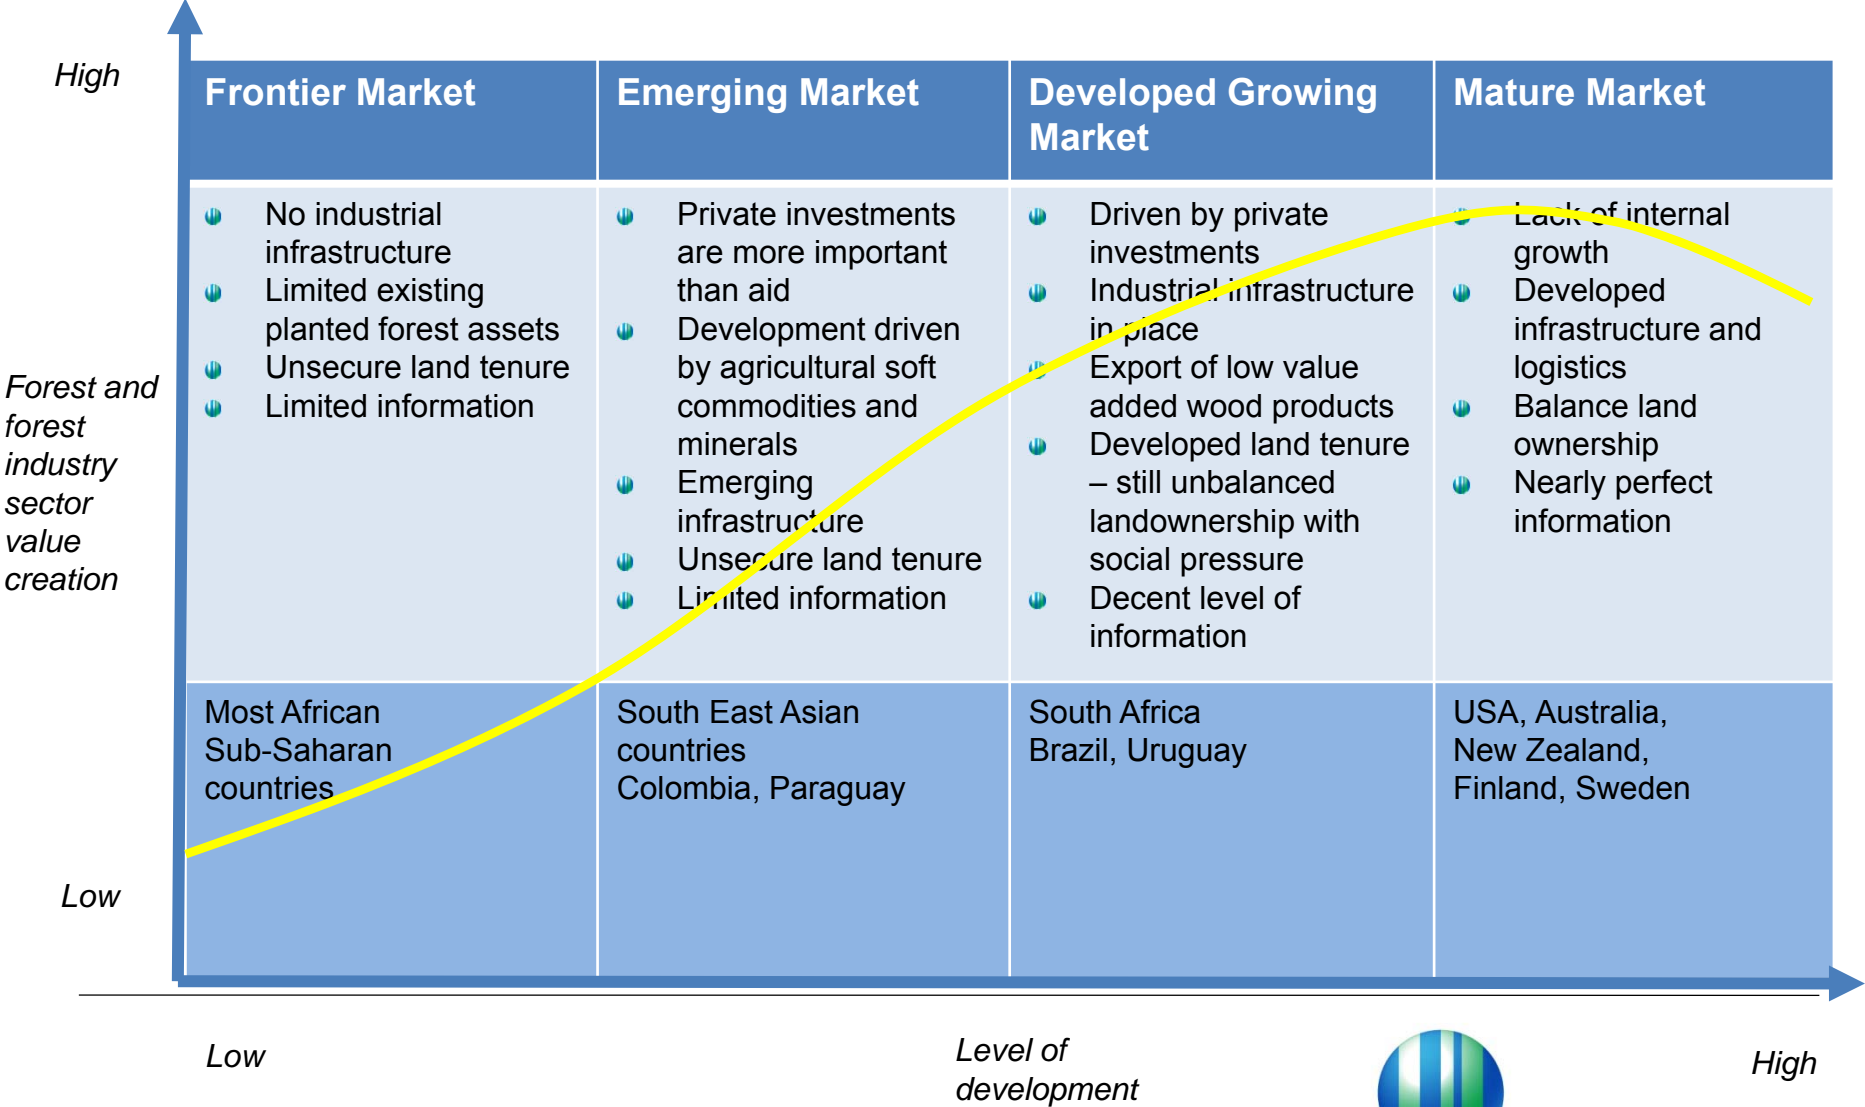 High
Frontier Market
Emerging Market
Developed Growing
Market
Mature Market
No industrial
infrastructure
Limited existing
planted forest assets
Unsecure land tenure
Limited information
Private investments
are more important
than aid
Development driven
by agricultural soft
commodities and
minerals
Emerging
infrastructure
Unsecure land tenure
Limited information
Driven by private
investments
Industrial infrastructure
in place
Export of low value
added wood products
Developed land tenure
– still unbalanced
landownership with
social pressure
Decent level of
information
Lack of internal
growth
Developed
infrastructure and
logistics
Balance land
ownership
Nearly perfect
information
Forest and
forest
industry
sector
value
creation
Most African
Sub-Saharan
countries
South East Asian
countries
Colombia, Paraguay
South Africa
Brazil, Uruguay
USA, Australia,
New Zealand,
Finland, Sweden
Low
Low
Level of
development
High